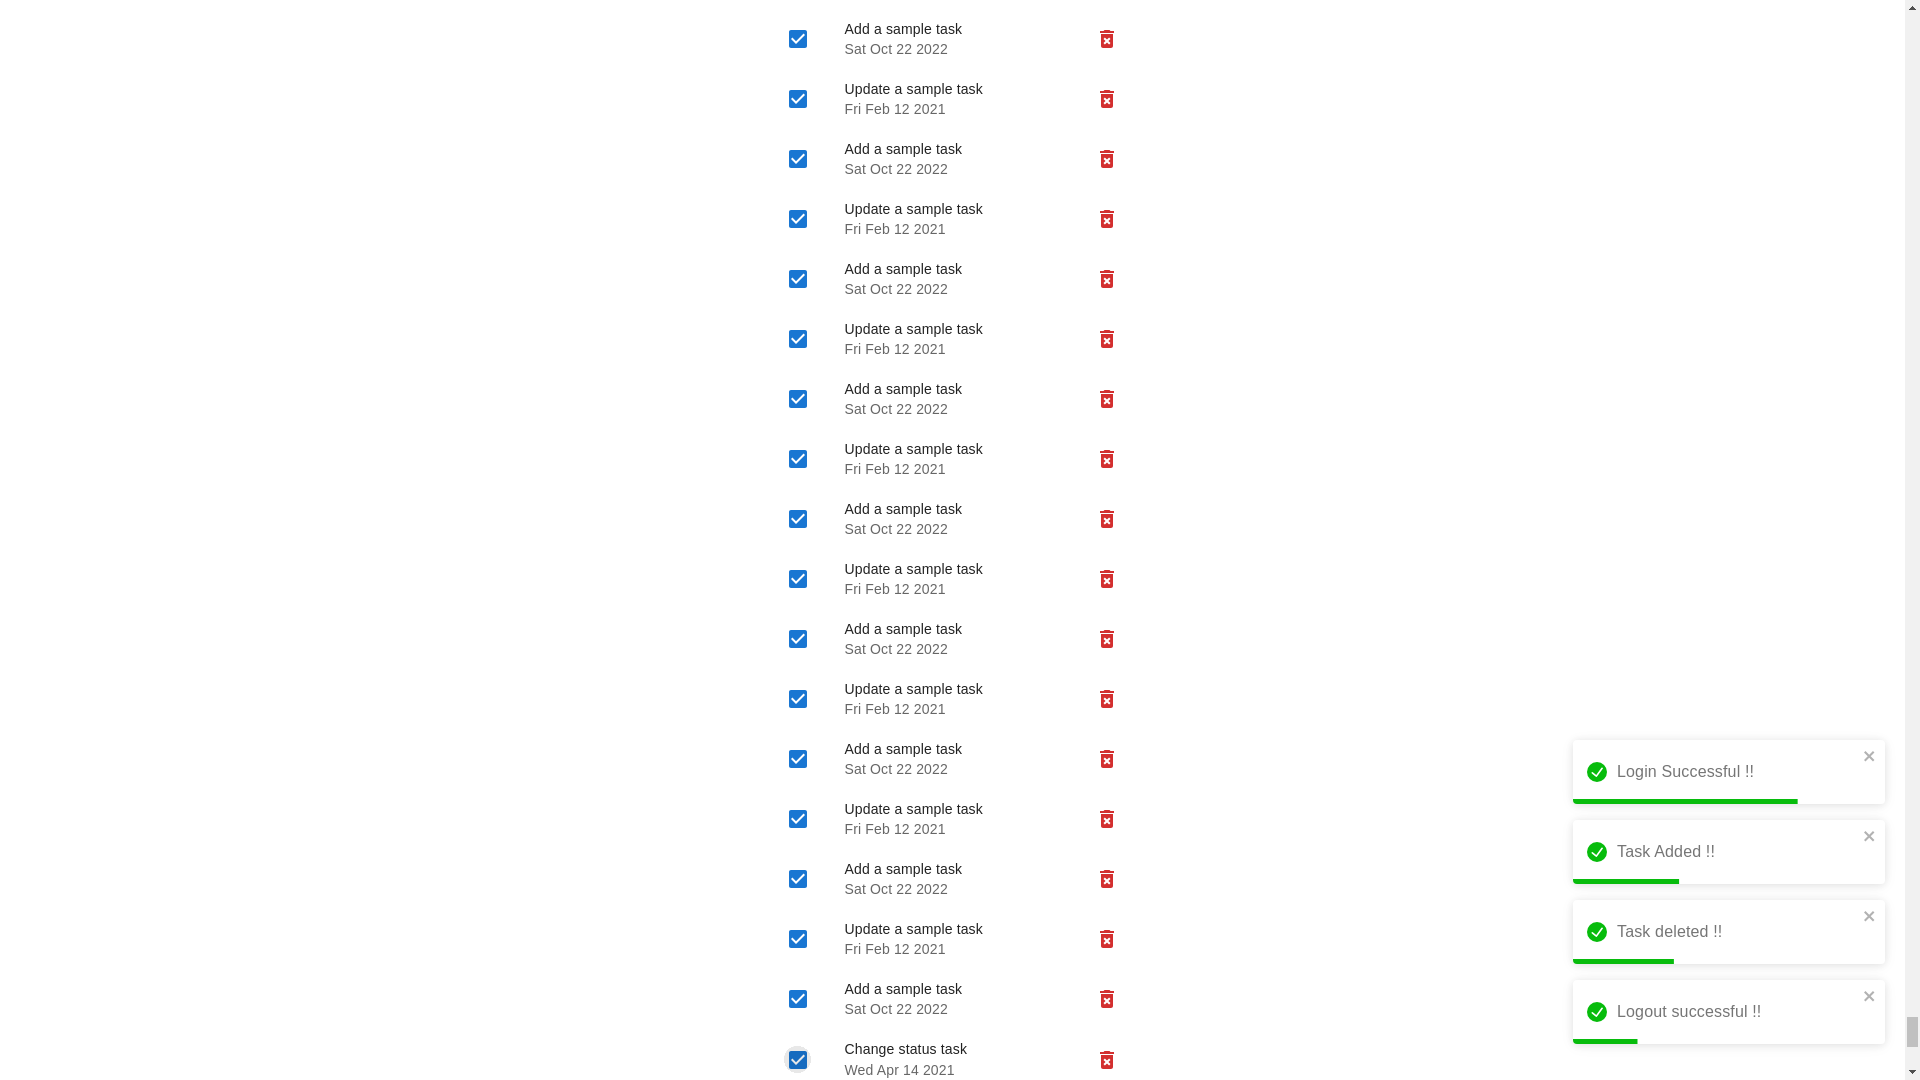 Add a sample task
Sat Oct 22 2022
Update a sample task
Fri Feb 12 2021
Add a sample task
Sat Oct 22 2022
Update a sample task
Fri Feb 12 2021
Add a sample task
Sat Oct 22 2022
Update a sample task
Fri Feb 12 2021
Add a sample task
Sat Oct 22 2022
Update a sample task
Fri Feb 12 2021
Add a sample task
Sat Oct 22 2022
Update a sample task
Fri Feb 12 2021
Add a sample task
Sat Oct 22 2022
Update a sample task
Fri Feb 12 2021
Add a sample task
Sat Oct 22 2022
Update a sample task
Fri Feb 12 2021
Add a sample task
Sat Oct 22 2022
Update a sample task
Fri Feb 12 2021
Add a sample task
Sat Oct 22 2022
Change status task
Wed Apr 14 2021
Login Successful !!
Task Added !!
Task deleted !!
Logout successful !!